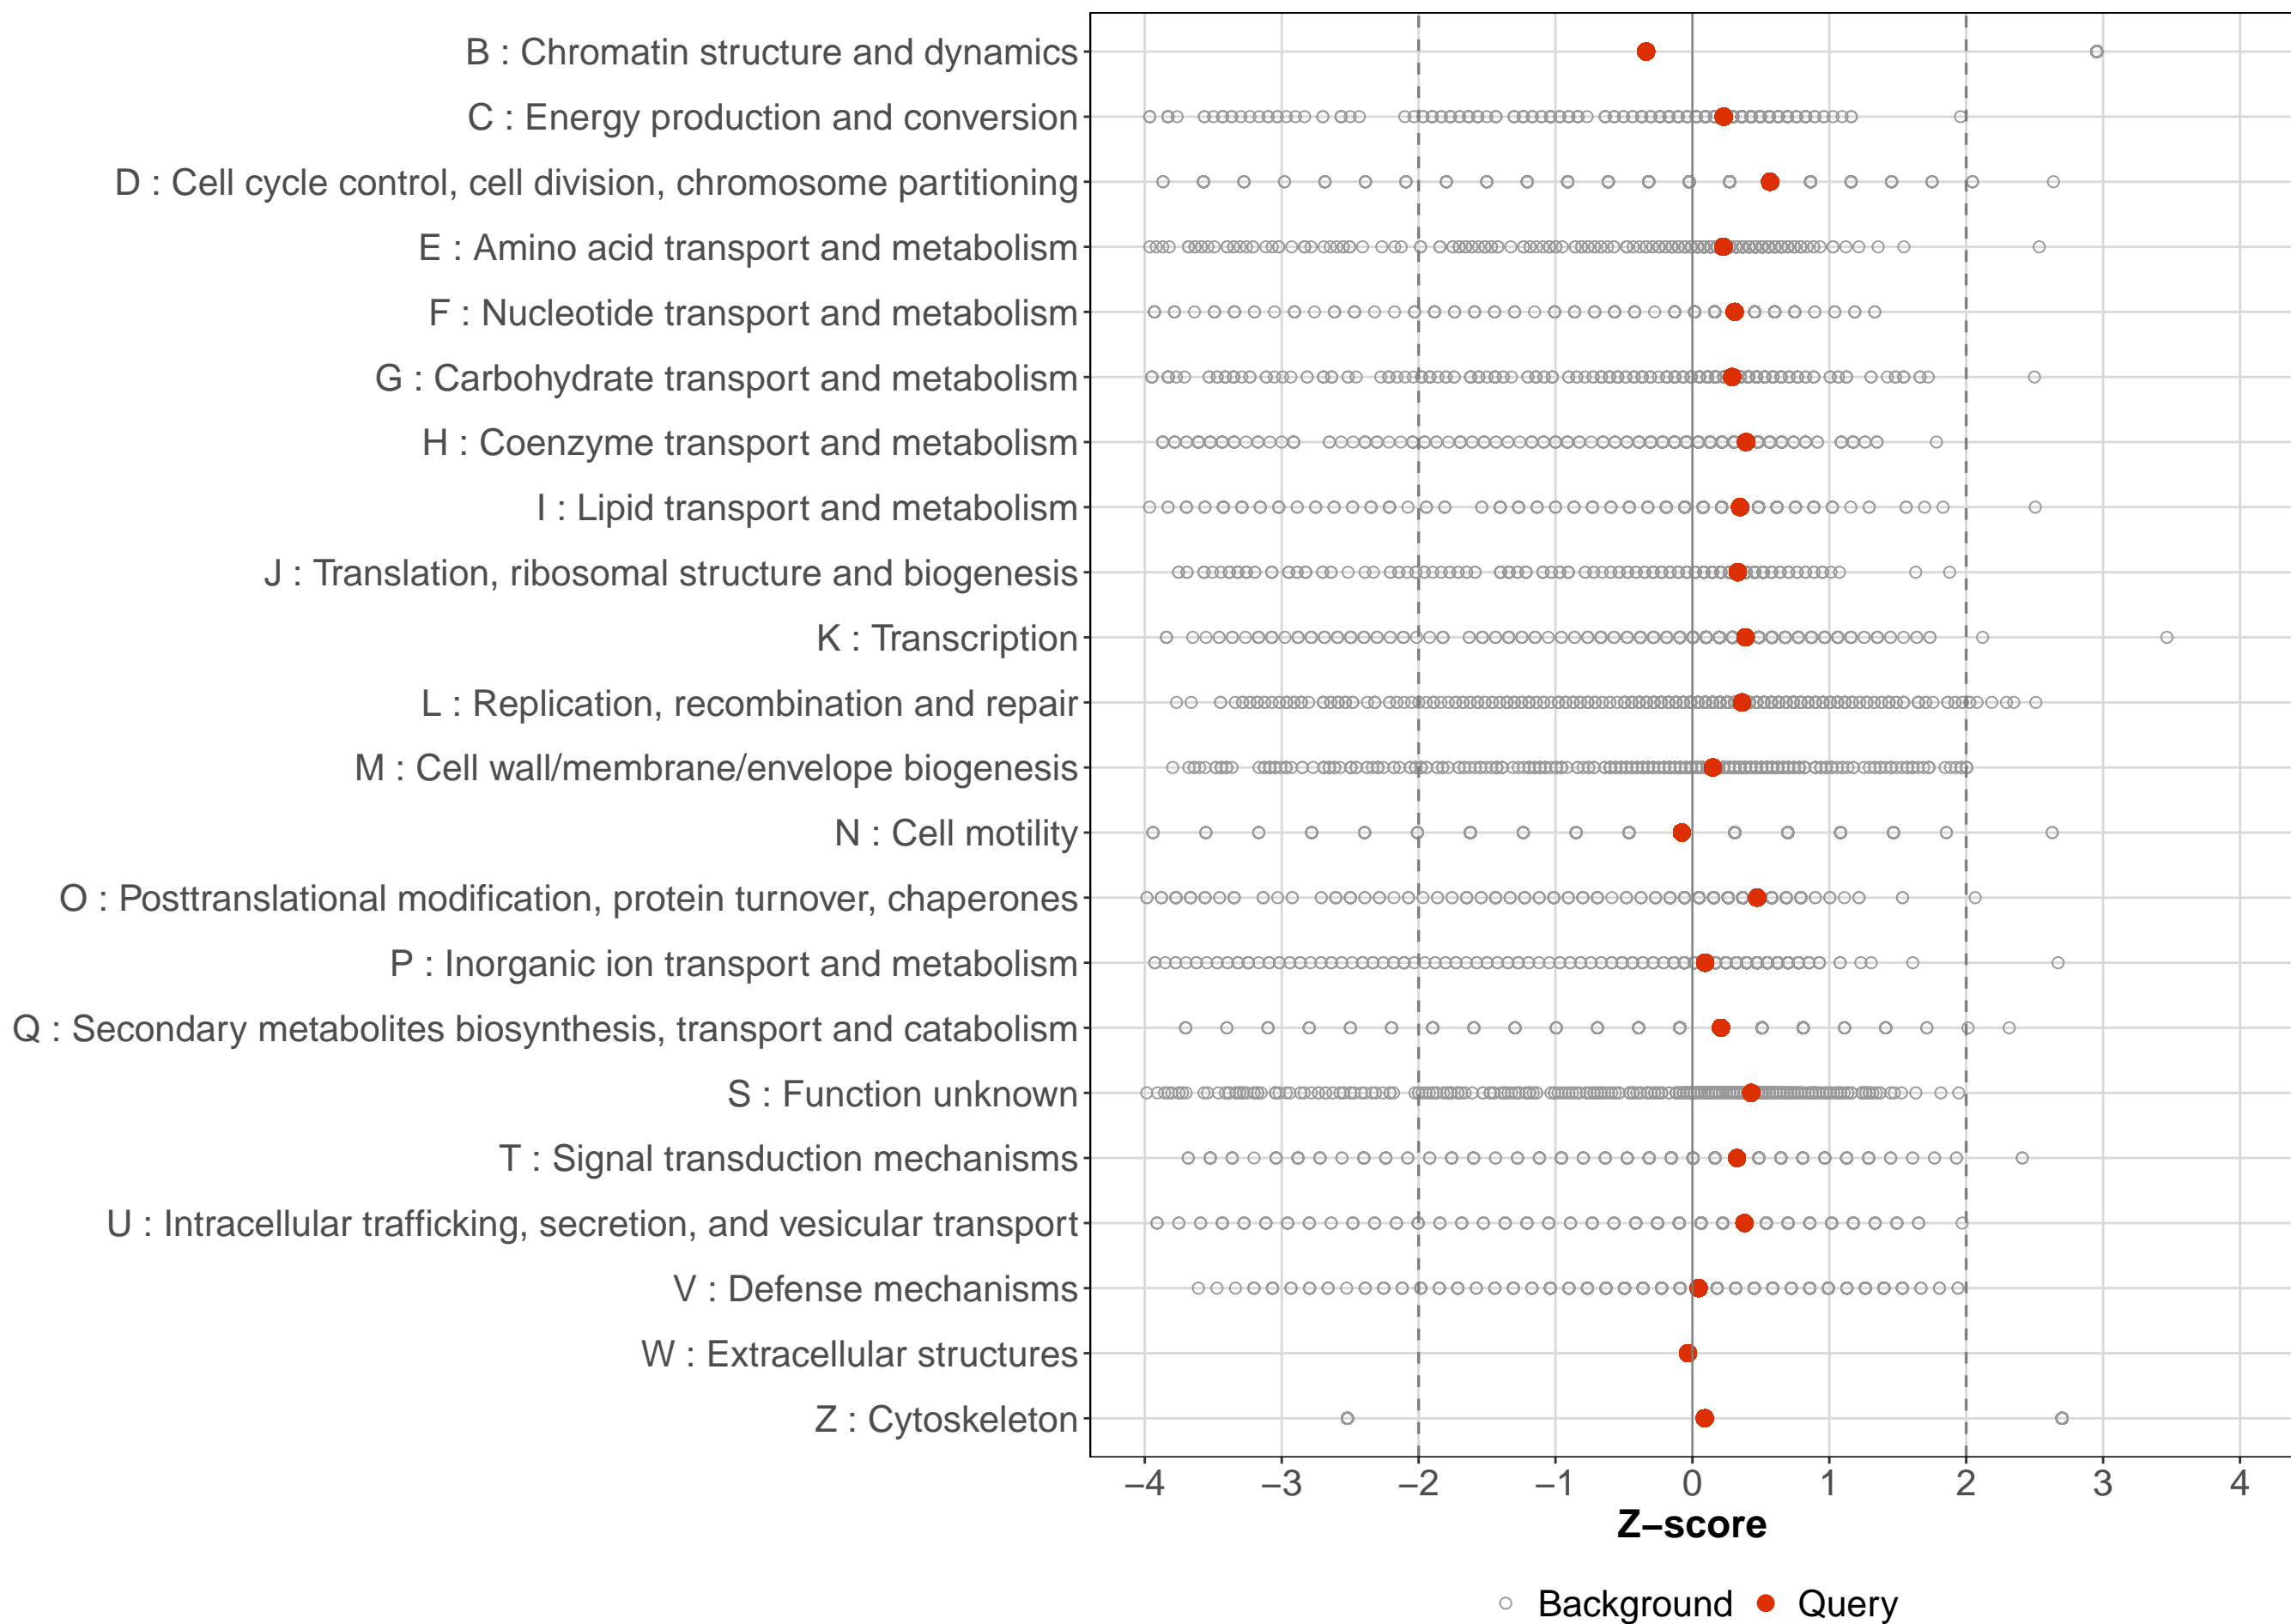 B : Chromatin structure and dynamics
C : Energy production and conversion
D : Cell cycle control, cell division, chromosome partitioning
E : Amino acid transport and metabolism
F : Nucleotide transport and metabolism
G : Carbohydrate transport and metabolism
H : Coenzyme transport and metabolism
I : Lipid transport and metabolism
J : Translation, ribosomal structure and biogenesis
K : Transcription
L : Replication, recombination and repair
M : Cell wall/membrane/envelope biogenesis
N : Cell motility
O : Posttranslational modification, protein turnover, chaperones
P : Inorganic ion transport and metabolism
Q : Secondary metabolites biosynthesis, transport and catabolism
S : Function unknown
T : Signal transduction mechanisms
U : Intracellular trafficking, secretion, and vesicular transport
V : Defense mechanisms
W : Extracellular structures
Z : Cytoskeleton
−4 −3 −2 −1 0 1 2 3 4
Z−score
Background Query